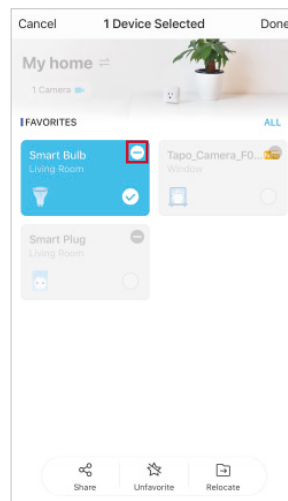 Cancel 1 Device Selected Done
My home
1 Camera
FAVORITES ALL
Smart Bulb Tapo_Camera_F0...
Living Room Window
Smart Plug
Living Room
Share Unfavorite Relocate